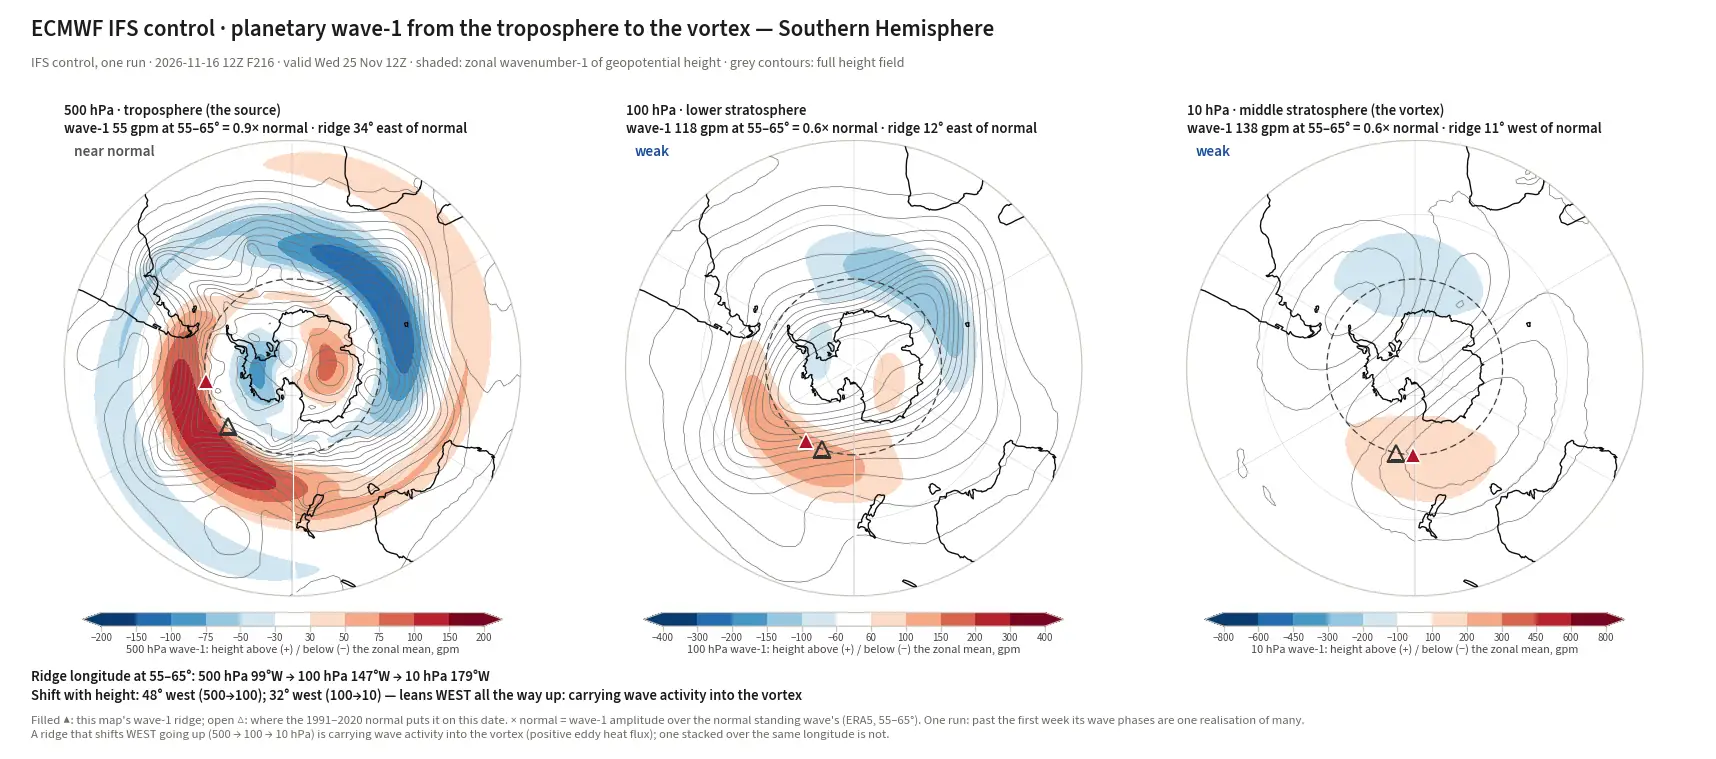 ECMWF IFS control · planetary wave-1 from the troposphere to the vortex — Southern Hemisphere
IFS control, one run · 2026-11-16 12Z F216 · valid Wed 25 Nov 12Z · shaded: zonal wavenumber-1 of geopotential height · grey contours: full height field
500 hPa · troposphere (the source)
wave-1 55 gpm at 55–65° = 0.9× normal · ridge 34° east of normal
near normal
100 hPa · lower stratosphere
wave-1 118 gpm at 55–65° = 0.6× normal · ridge 12° east of normal
weak
10 hPa · middle stratosphere (the vortex)
wave-1 138 gpm at 55–65° = 0.6× normal · ridge 11° west of normal
weak
−200 −150 −100 −75 −50 −30 30 50 75 100 150 200
500 hPa wave-1: height above (+) / below (−) the zonal mean, gpm
−400 −300 −200 −150 −100 −60 60 100 150 200 300 400
100 hPa wave-1: height above (+) / below (−) the zonal mean, gpm
−800 −600 −450 −300 −200 −100 100 200 300 450 600 800
10 hPa wave-1: height above (+) / below (−) the zonal mean, gpm
Ridge longitude at 55–65°: 500 hPa 99°W → 100 hPa 147°W → 10 hPa 179°W
Shift with height: 48° west (500→100); 32° west (100→10) — leans WEST all the way up: carrying wave activity into the vortex
Filled ▲: this map's wave-1 ridge; open △: where the 1991–2020 normal puts it on this date. × normal = wave-1 amplitude over the normal standing wave's (ERA5, 55–65°). One run: past the first week its wave phases are one realisation of many.
A ridge that shifts WEST going up (500 → 100 → 10 hPa) is carrying wave activity into the vortex (positive eddy heat flux); one stacked over the same longitude is not.